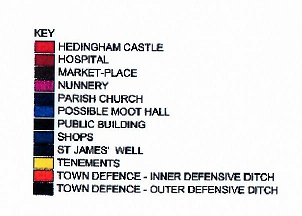 KEY
HEDINGHAM CASTLE
HOSPITAL
MARKET-PLACE
NUNNERY
PARISH CHURCH
POSSIBLE MOOT HALL
PUBLIC BUILDING
SHOPS
ST JAMES' WELL
TENEMENTS
TOWN DEFENCE - INNER DEFENSIVE DITCH
TOWN DEFENCE - OUTER DEFENSIVE DITCH